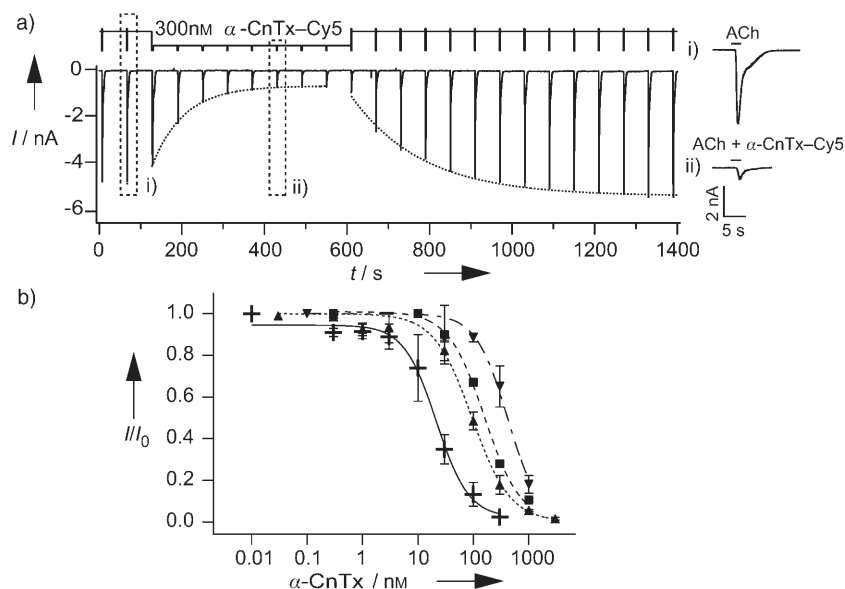 a)
300nM α-CnTx–Cy5
0
-2
-4
-6
I / nA
i)
ii)
0 200 400 600 800 1000 1200 1400
t / s
i)
ACh
ACh + α-CnTx–Cy5
ii)
2 nA
5 s
b)
1.0
0.8
0.6
0.4
0.2
0.0
I/I₀
0.01 0.1 1 10 100 1000
α-CnTx / nM